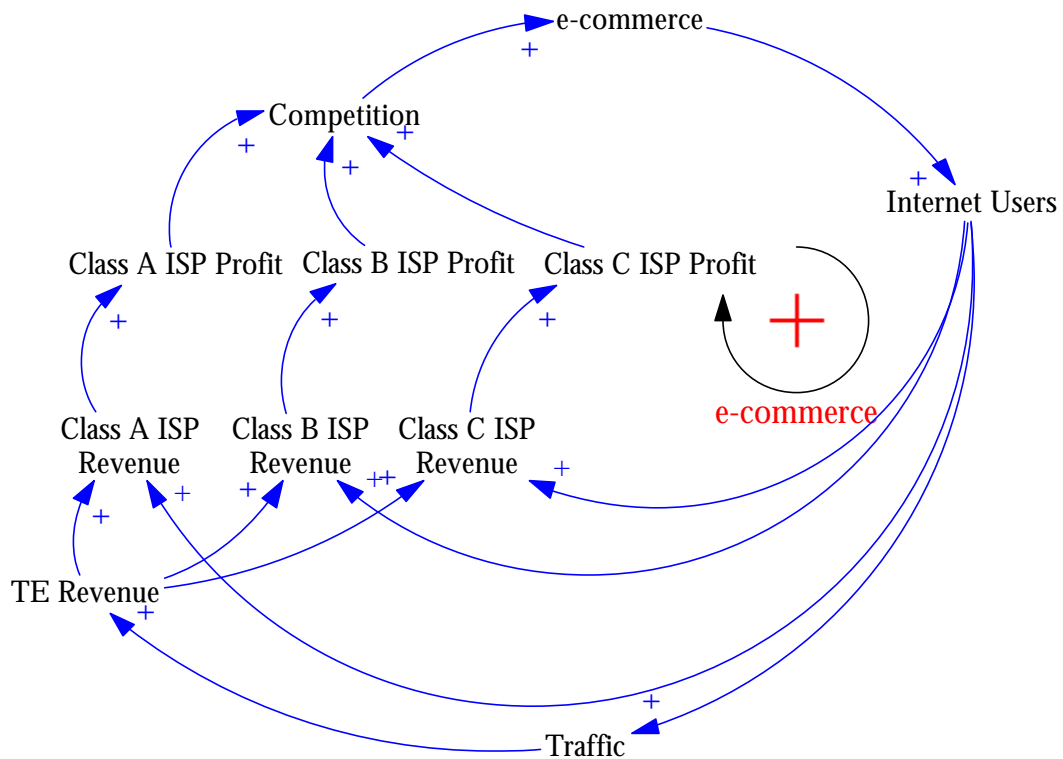 e-commerce
+
Competition
+
+
+
+
Internet Users
Class A ISP Profit
Class B ISP Profit
Class C ISP Profit
+
+
+
+
e-commerce
Class A ISP
Revenue
Class B ISP
Revenue
Class C ISP
Revenue
+
+
+
+
+
+
TE Revenue
+
+
Traffic